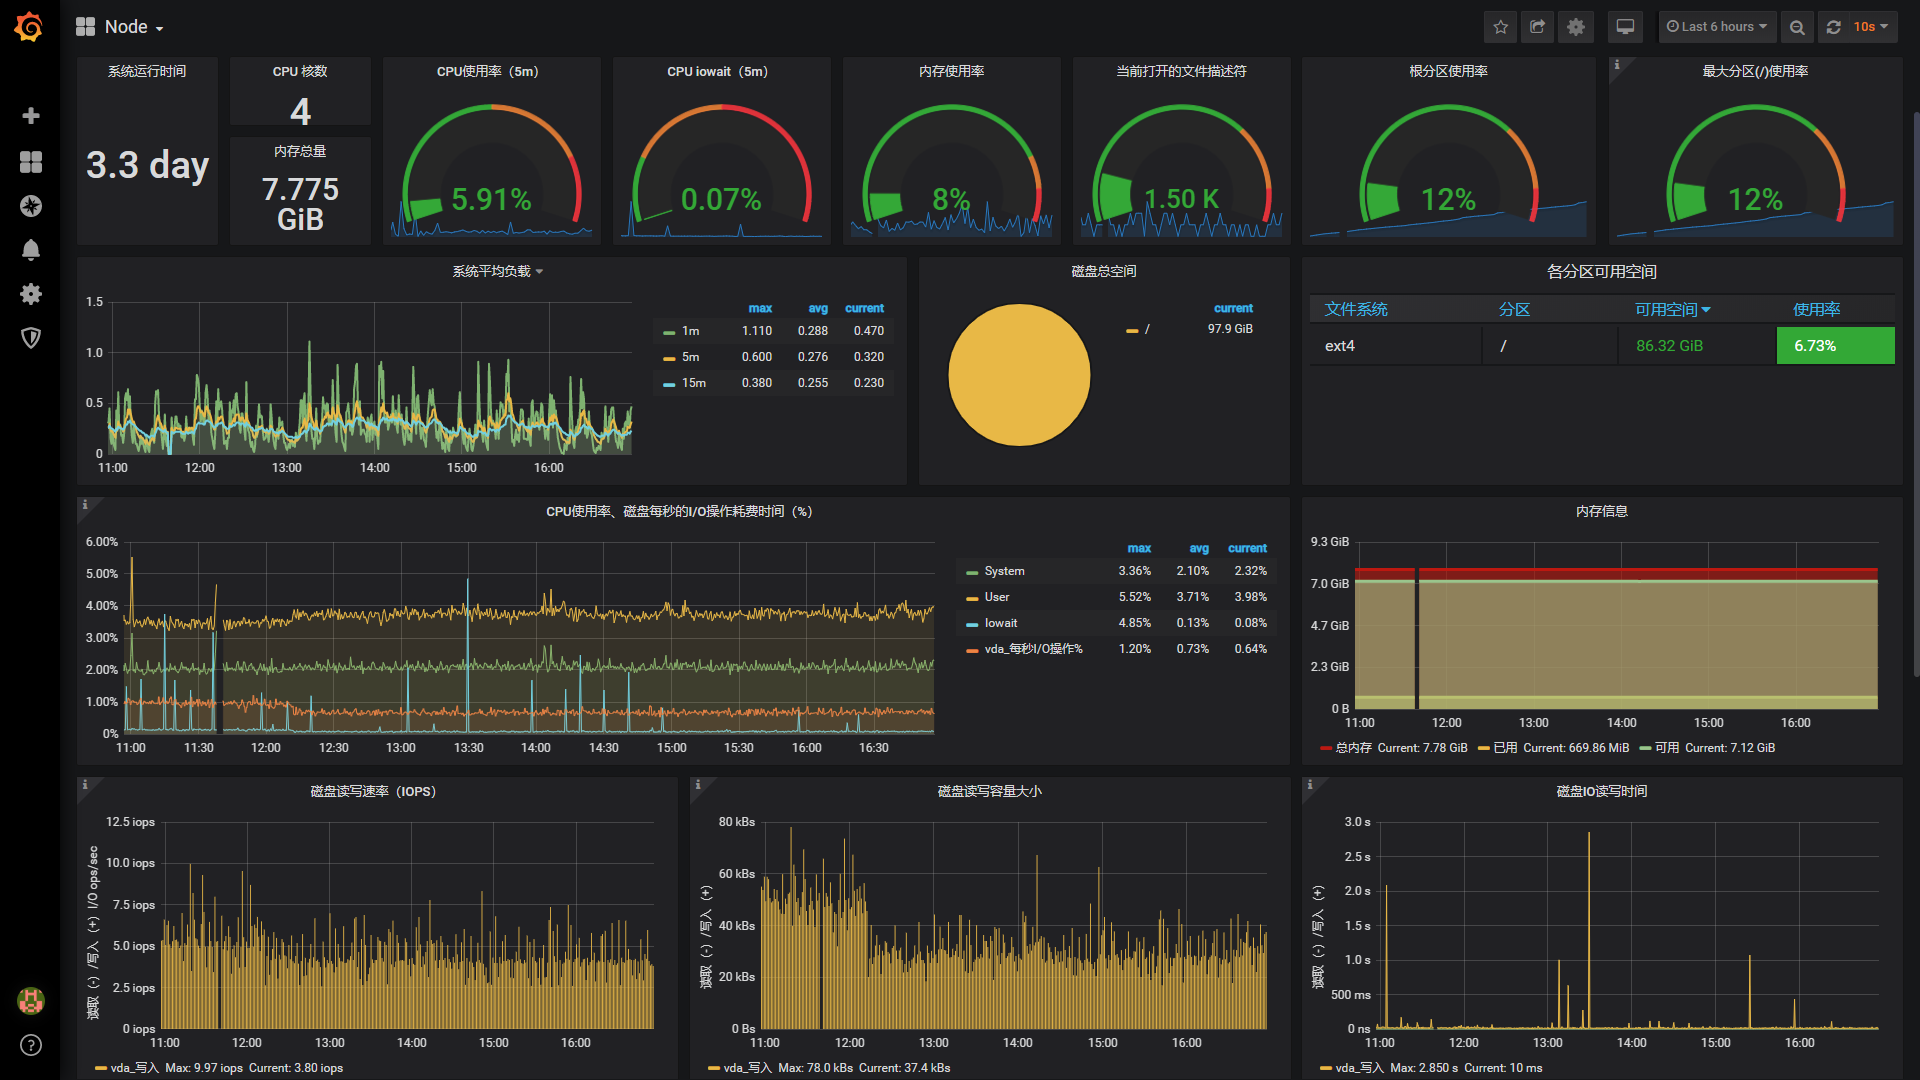 Node
Last 6 hours
10s
系统运行时间
3.3 day
CPU 核数
4
内存总量
7.775
GiB
CPU使用率（5m）
5.91%
CPU iowait（5m）
0.07%
内存使用率
8%
当前打开的文件描述符
1.50 K
根分区使用率
12%
最大分区(/)使用率
12%
系统平均负载
1.5
1.0
0.5
0
11:00 12:00 13:00 14:00 15:00 16:00
max avg current
1m 1.110 0.288 0.470
5m 0.600 0.276 0.320
15m 0.380 0.255 0.230
磁盘总空间
current
/ 97.9 GiB
各分区可用空间
文件系统 分区 可用空间 使用率
ext4 / 86.32 GiB 6.73%
CPU使用率、磁盘每秒的I/O操作耗费时间（%）
6.00%
5.00%
4.00%
3.00%
2.00%
1.00%
0%
11:00 11:30 12:00 12:30 13:00 13:30 14:00 14:30 15:00 15:30 16:00 16:30
max avg current
System 3.36% 2.10% 2.32%
User 5.52% 3.71% 3.98%
Iowait 4.85% 0.13% 0.08%
vda_每秒I/O操作% 1.20% 0.73% 0.64%
内存信息
9.3 GiB
7.0 GiB
4.7 GiB
2.3 GiB
0 B
11:00 12:00 13:00 14:00 15:00 16:00
总内存 Current: 7.78 GiB 已用 Current: 669.86 MiB 可用 Current: 7.12 GiB
磁盘读写速率（IOPS）
读取（-）/写入（+）I/O ops/sec
12.5 iops
10.0 iops
7.5 iops
5.0 iops
2.5 iops
0 iops
11:00 12:00 13:00 14:00 15:00 16:00
vda_写入 Max: 9.97 iops Current: 3.80 iops
磁盘读写容量大小
读取（-）/写入（+）
80 kBs
60 kBs
40 kBs
20 kBs
0 Bs
11:00 12:00 13:00 14:00 15:00 16:00
vda_写入 Max: 78.0 kBs Current: 37.4 kBs
磁盘IO读写时间
读取（-）/写入（+）
3.0 s
2.5 s
2.0 s
1.5 s
1.0 s
500 ms
0 ns
11:00 12:00 13:00 14:00 15:00 16:00
vda_写入 Max: 2.850 s Current: 10 ms